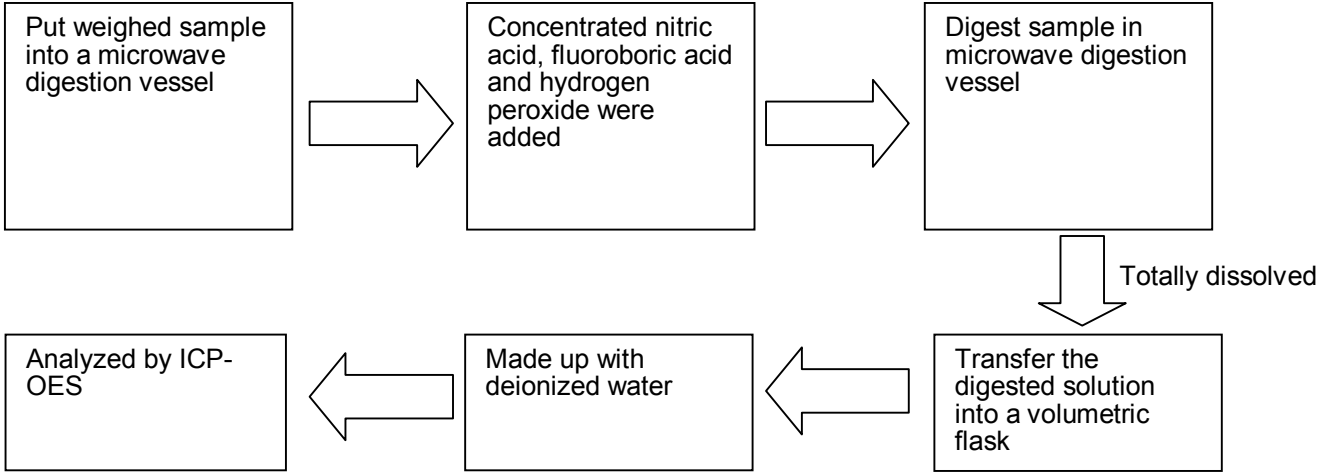 Put weighed sample
into a microwave
digestion vessel
Concentrated nitric
acid, fluoroboric acid
and hydrogen
peroxide were
added
Digest sample in
microwave digestion
vessel
Totally dissolved
Transfer the
digested solution
into a volumetric
flask
Made up with
deionized water
Analyzed by ICP-
OES